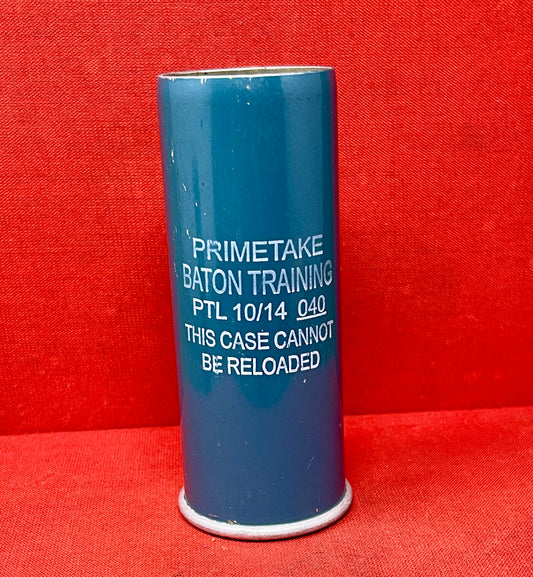 PRIMETAKE
BATON TRAINING
PTL 10/14 040
THIS CASE CANNOT
BE RELOADED